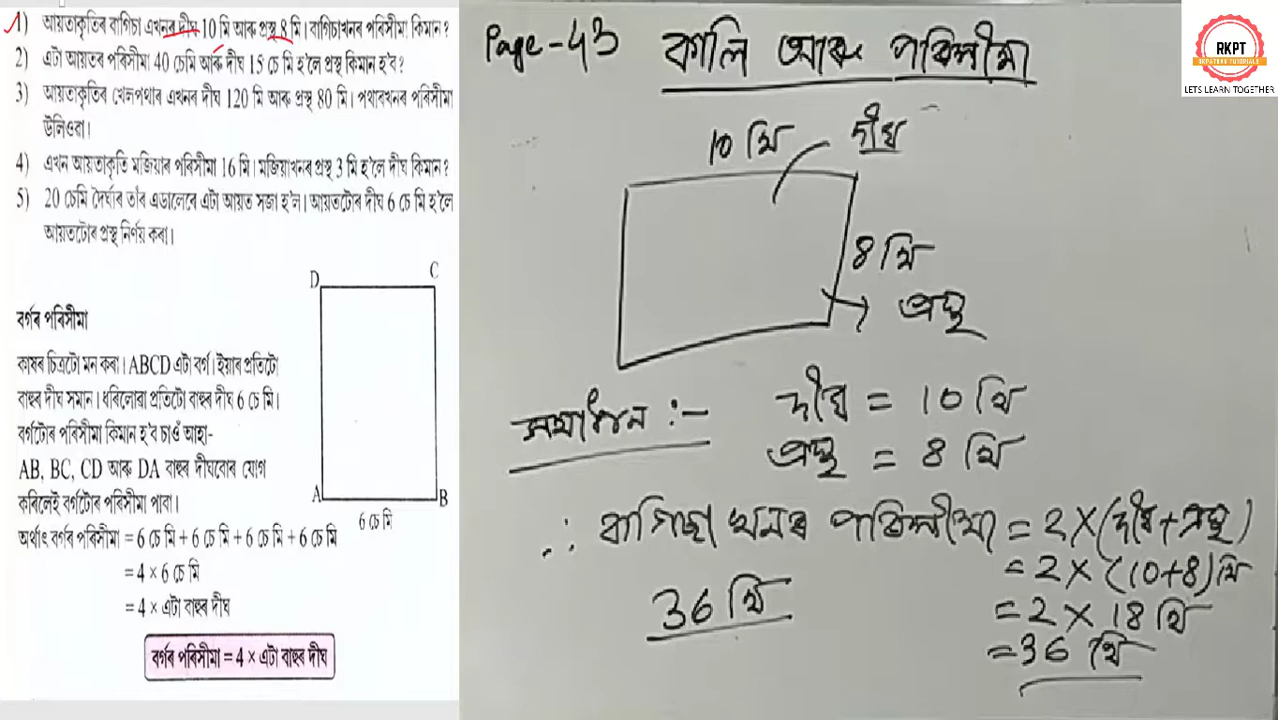 1) আয়তাকৃতিৰ বাগিচা এখনৰ দীঘ 10 মি আৰু প্ৰস্থ 8 মি। বাগিচাখনৰ পৰিসীমা কিমান?
2) এটা আয়তৰ পৰিসীমা 40 চেমি আৰু দীঘ 15 চে মি হ'লে প্ৰস্থ কিমান হ'ব?
3) আয়তাকৃতিৰ খেলপথাৰ এখনৰ দীঘ 120 মি আৰু প্ৰস্থ 80 মি। পথাৰখনৰ পৰিসীমা
উলিওৱা।
4) এখন আয়তাকৃতি মজিয়াৰ পৰিসীমা 16 মি। মজিয়াখনৰ প্ৰস্থ 3 মি হ'লে দীঘ কিমান?
5) 20 চেমি দৈৰ্ঘ্যৰ তাঁৰ এডালেৰে এটা আয়ত সজা হ'ল। আয়তটোৰ দীঘ 6 চে মি হ'লে
আয়তটোৰ প্ৰস্থ নিৰ্ণয় কৰা।
বৰ্গৰ পৰিসীমা
কাষৰ চিত্ৰটো মন কৰা। ABCD এটা বৰ্গ। ইয়াৰ প্ৰতিটো
বাহুৰ দীঘ সমান। ধৰিলোৱা প্ৰতিটো বাহুৰ দীঘ 6 চে মি।
বৰ্গটোৰ পৰিসীমা কিমান হ'ব চাওঁ আহা-
AB, BC, CD আৰু DA বাহুৰ দীঘবোৰ যোগ
কৰিলেই বৰ্গটোৰ পৰিসীমা পাবা।
অৰ্থাৎ বৰ্গৰ পৰিসীমা = 6 চে মি + 6 চে মি + 6 চে মি + 6 চে মি
= 4 × 6 চে মি
= 4 × এটা বাহুৰ দীঘ
বৰ্গৰ পৰিসীমা = 4 × এটা বাহুৰ দীঘ
D C
A B
6 চে মি
Page-43 কালি আৰু পৰিসীমা
10 মি দীঘ
8 মি
প্ৰস্থ
সমাধান :- দীঘ = 10 মি
প্ৰস্থ = 8 মি
∴ বাগিছা খনৰ পৰিসীমা = 2 × (দীঘ + প্ৰস্থ)
= 2 × (10+8) মি
= 2 × 18 মি
= 36 মি
36 মি
RKPT
RKPATHAK TUTORIALS
LETS LEARN TOGETHER